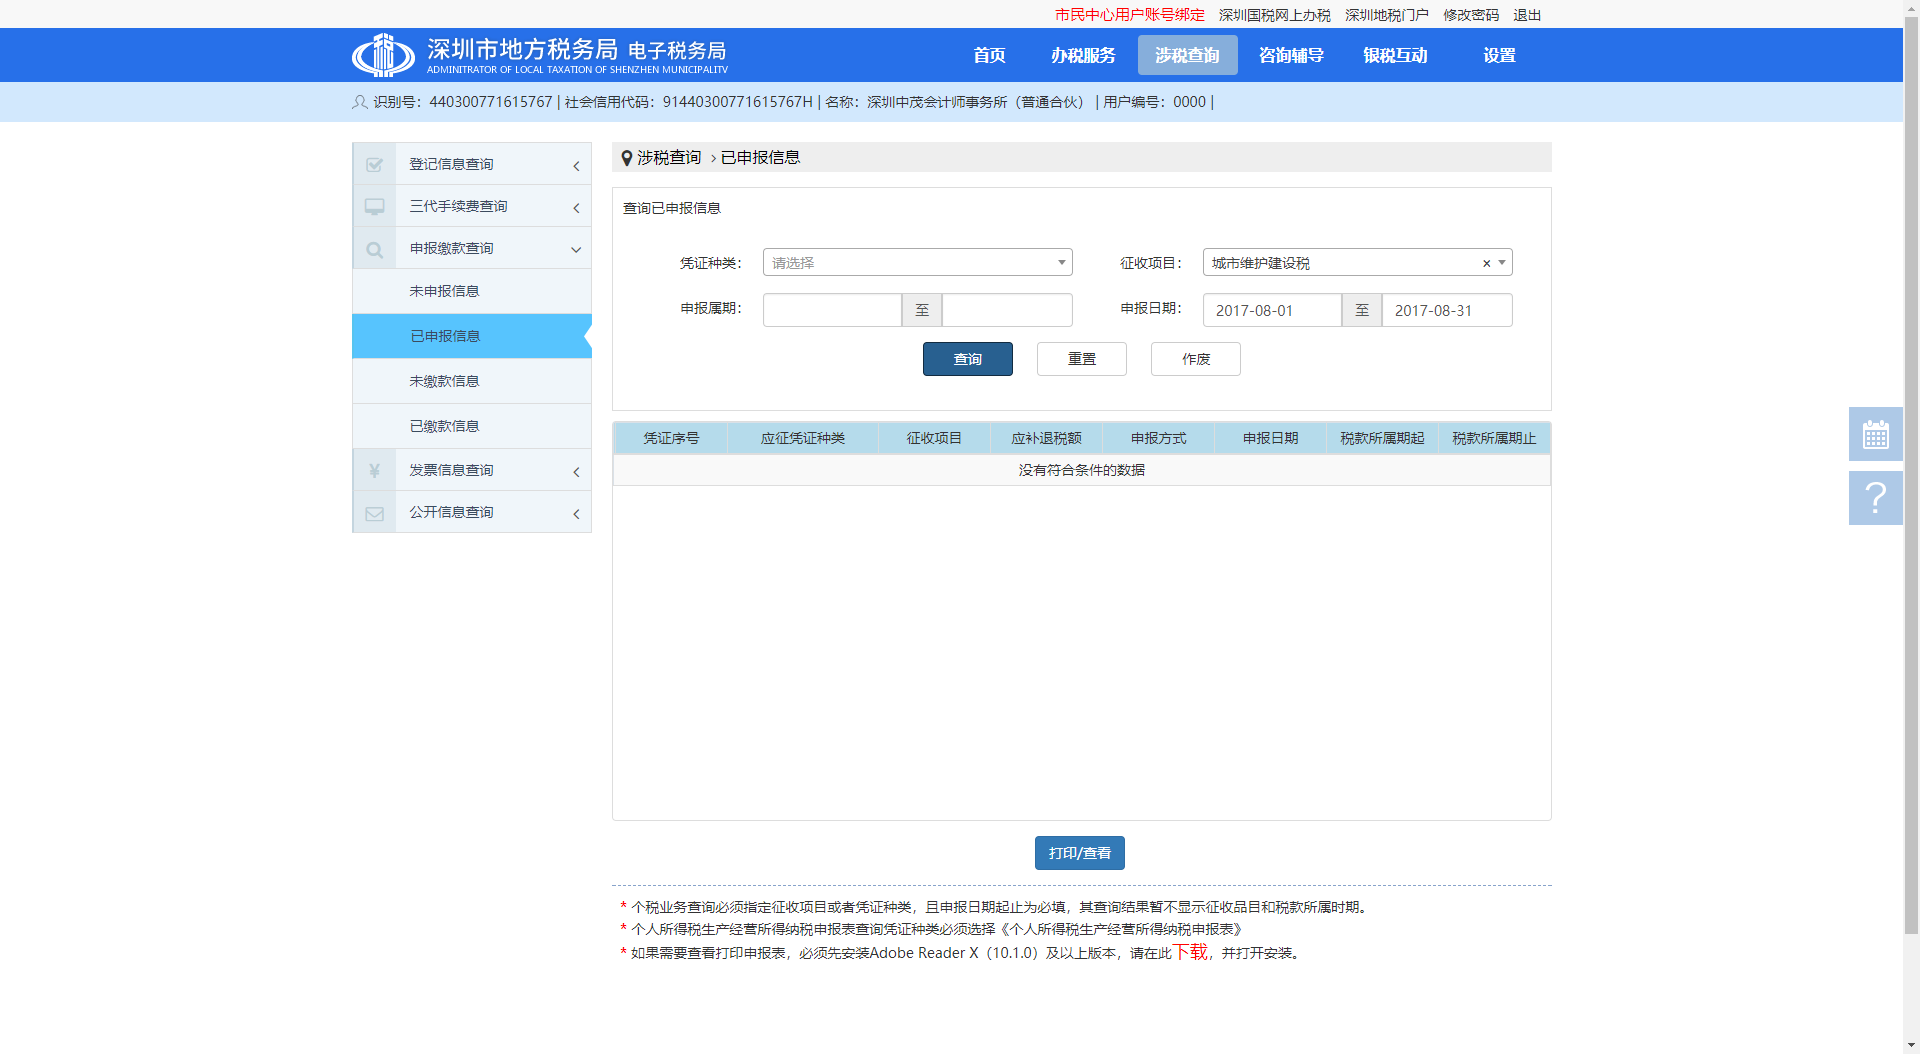 市民中心用户账号绑定 深圳国税网上办税 深圳地税门户 修改密码 退出
深圳市地方税务局 电子税务局
ADMINITRATOR OF LOCAL TAXATION OF SHENZHEN MUNICIPALITV
首页 办税服务 涉税查询 咨询辅导 银税互动 设置
识别号：440300771615767 | 社会信用代码：91440300771615767H | 名称：深圳中茂会计师事务所（普通合伙） | 用户编号：0000 |
登记信息查询
三代手续费查询
申报缴款查询
未申报信息
已申报信息
未缴款信息
已缴款信息
¥ 发票信息查询
公开信息查询
涉税查询 > 已申报信息
查询已申报信息
凭证种类： 请选择 征收项目： 城市维护建设税 ×
申报属期： 至 申报日期： 2017-08-01 至 2017-08-31
查询 重置 作废
凭证序号 应征凭证种类 征收项目 应补退税额 申报方式 申报日期 税款所属期起 税款所属期止
没有符合条件的数据
?
打印/查看
* 个税业务查询必须指定征收项目或者凭证种类，且申报日期起止为必填，其查询结果暂不显示征收品目和税款所属时期。
* 个人所得税生产经营所得纳税申报表查询凭证种类必须选择《个人所得税生产经营所得纳税申报表》
* 如果需要查看打印申报表，必须先安装Adobe Reader X（10.1.0）及以上版本，请在此下载，并打开安装。